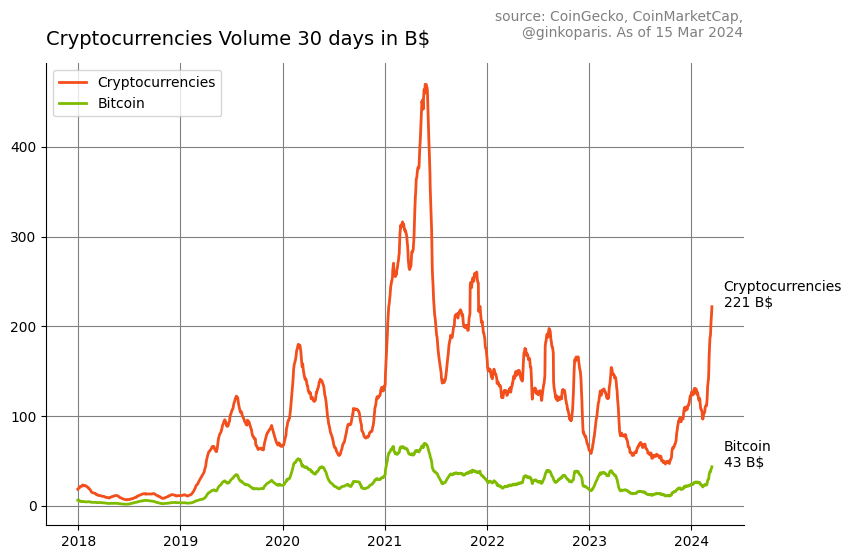 source: CoinGecko, CoinMarketCap,
@ginkoparis. As of 15 Mar 2024
Cryptocurrencies Volume 30 days in B$
Cryptocurrencies
Bitcoin
400
300
200
100
0
Cryptocurrencies
221 B$
Bitcoin
43 B$
2018
2019
2020
2021
2022
2023
2024